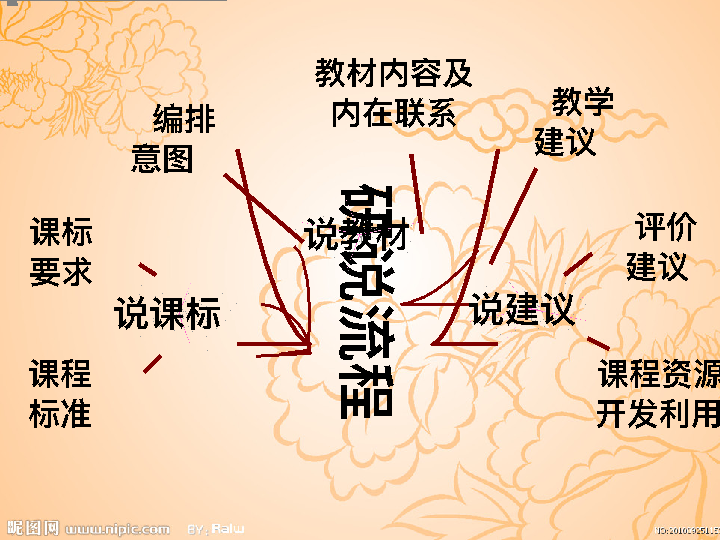 教材内容及
内在联系
教学
建议
编排
意图
课标
要求
说教材
研说流程
评价
建议
说课标
说建议
课程
标准
课程资源
开发利用
昵图网 www.nipic.com BY: Ralw